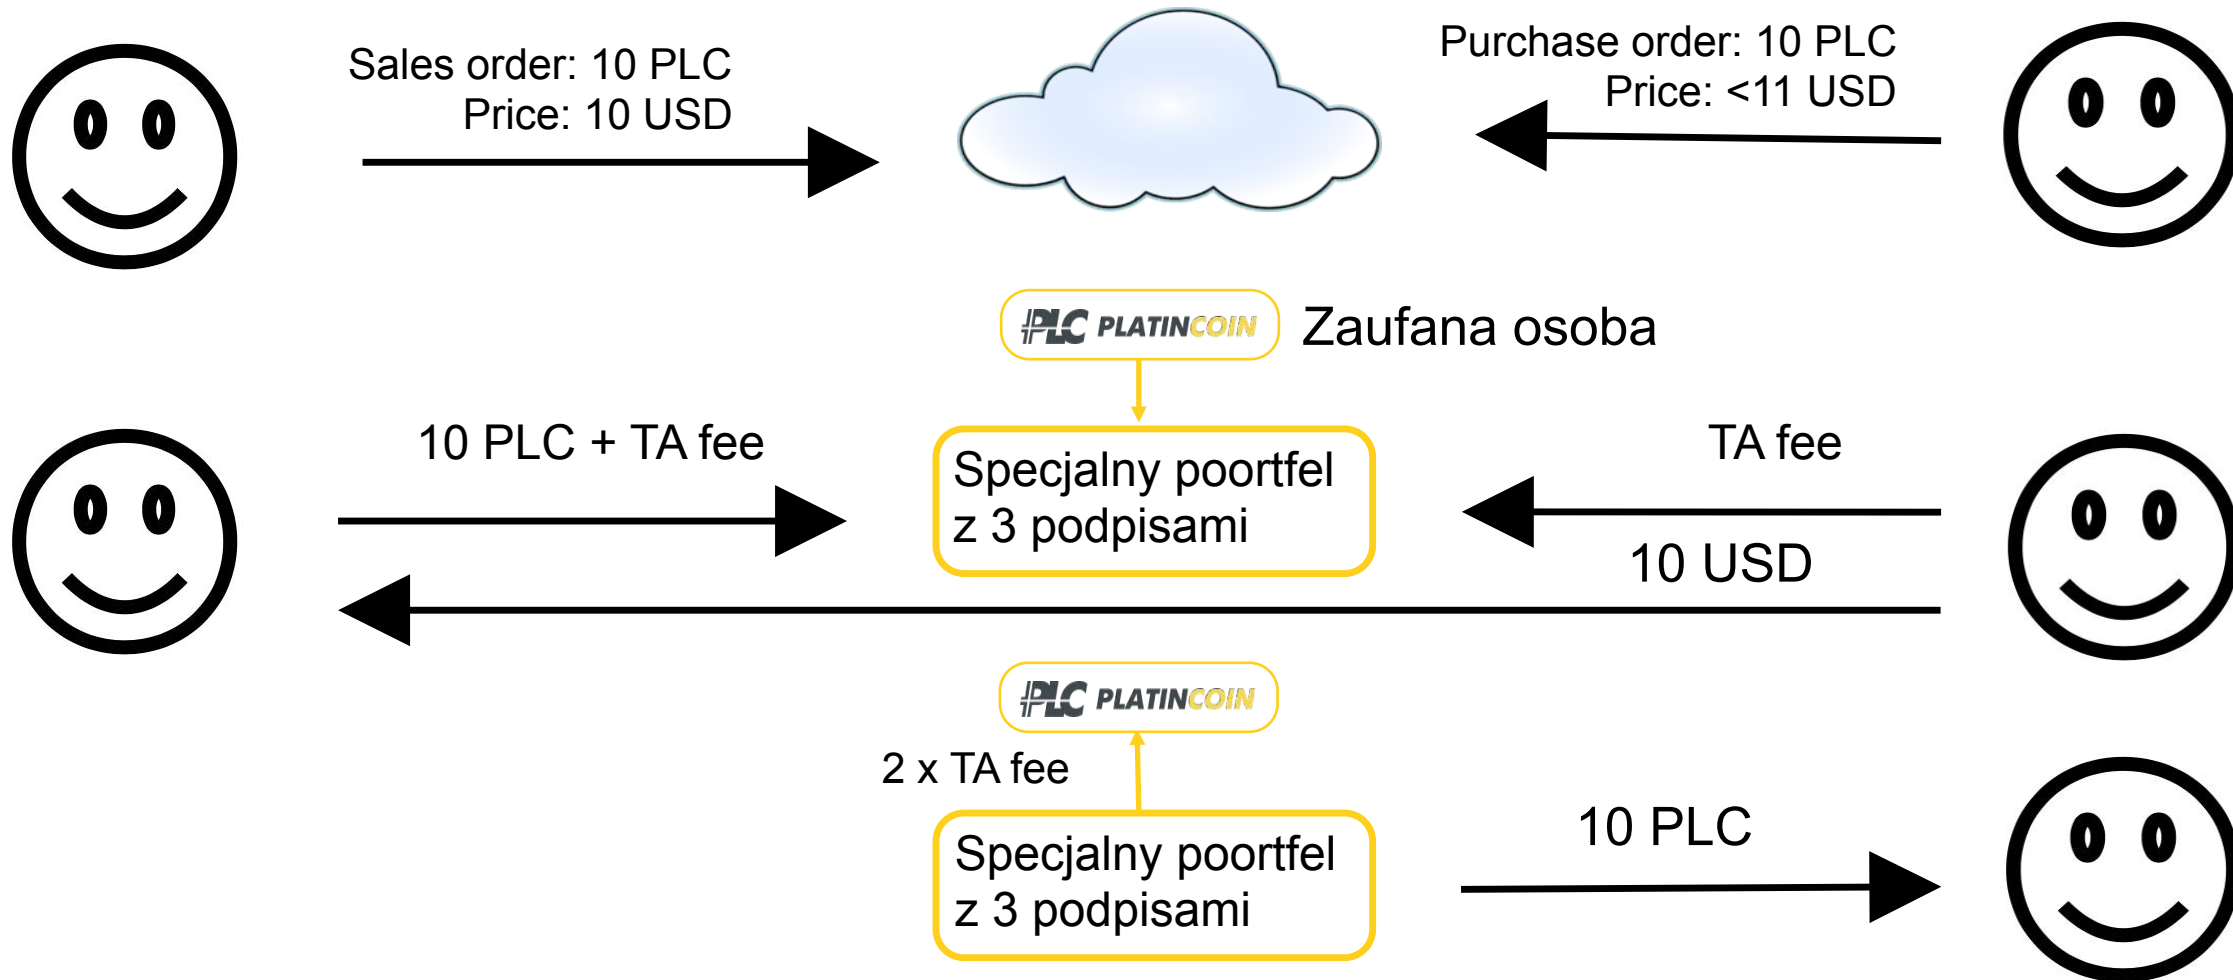 Sales order: 10 PLC
Price: 10 USD
Purchase order: 10 PLC
Price: <11 USD
PLC PLATINCOIN
Zaufana osoba
10 PLC + TA fee
Specjalny poortfel
z 3 podpisami
TA fee
10 USD
PLC PLATINCOIN
2 x TA fee
Specjalny poortfel
z 3 podpisami
10 PLC